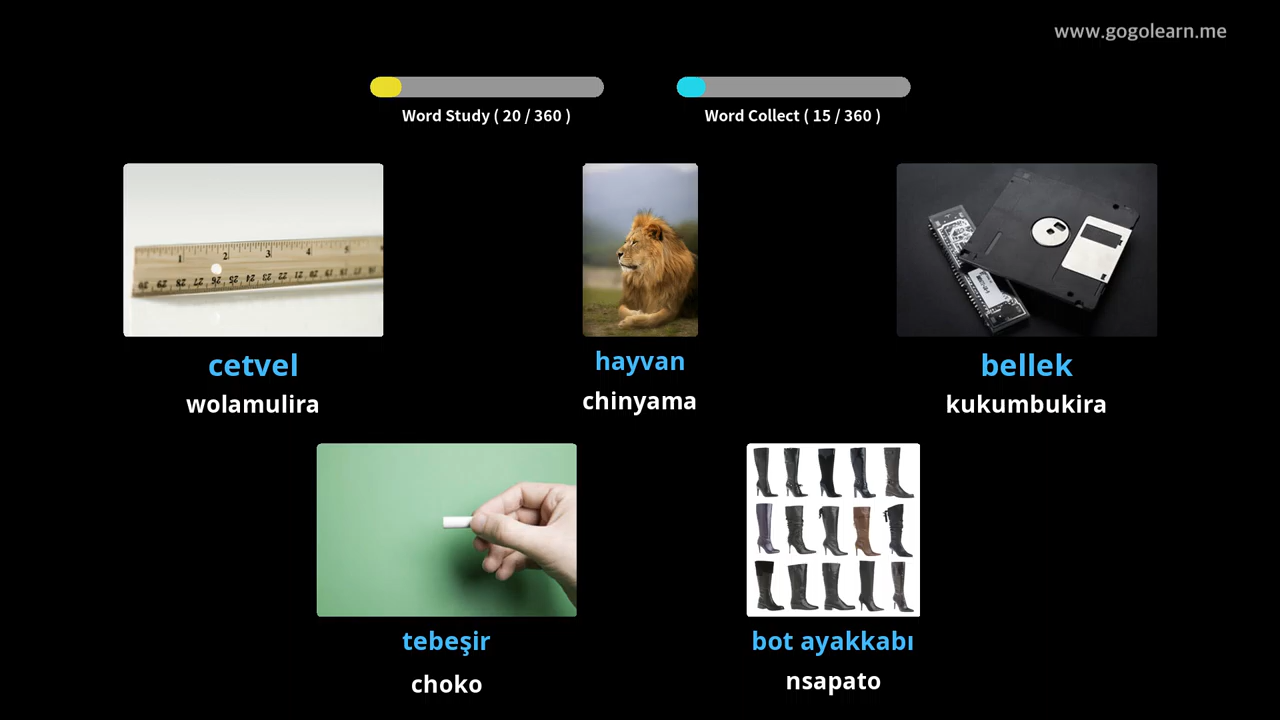 www.gogolearn.me
Word Study ( 20 / 360 )
Word Collect ( 15 / 360 )
cetvel
wolamulira
hayvan
chinyama
bellek
kukumbukira
tebeşir
choko
bot ayakkabı
nsapato